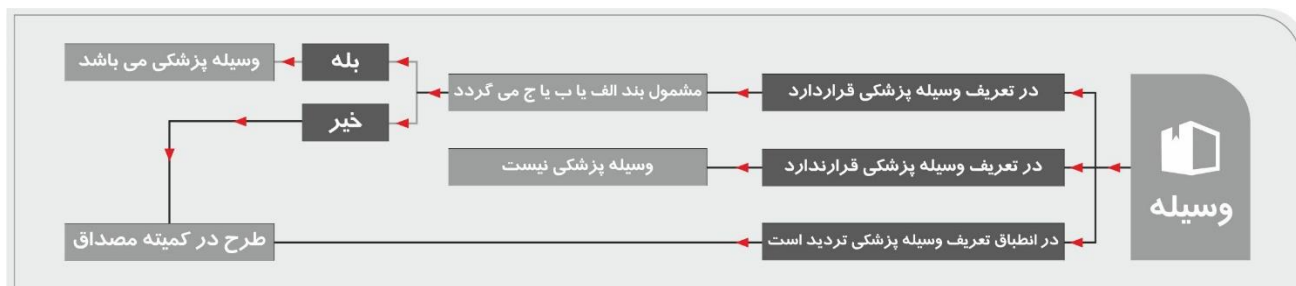 وسیله
در تعریف وسیله پزشکی قراردارد
مشمول بند الف یا ب یا ج می گردد
بله
وسیله پزشکی می باشد
خیر
در تعریف وسیله پزشکی قرارندارد
وسیله پزشکی نیست
در انطباق تعریف وسیله پزشکی تردید است
طرح در کمیته مصداق